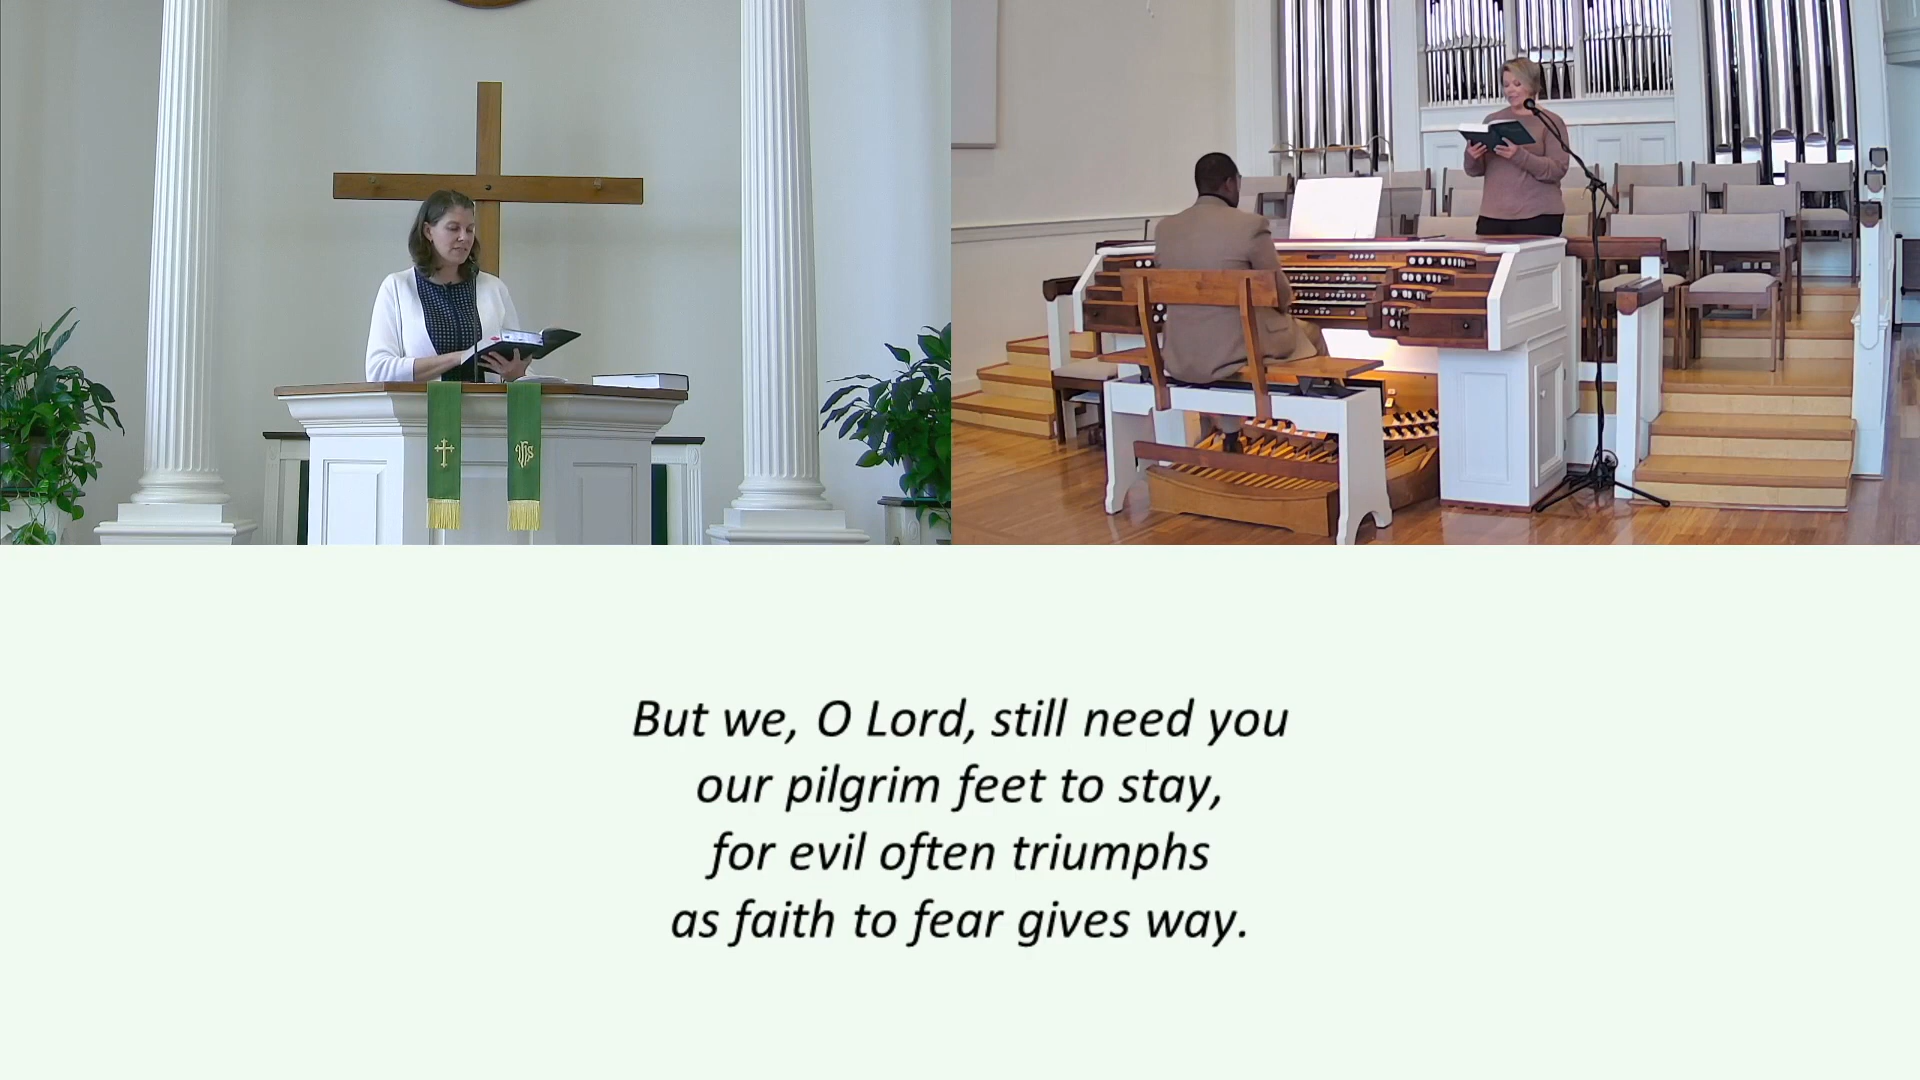 IHS
But we, O Lord, still need you
our pilgrim feet to stay,
for evil often triumphs
as faith to fear gives way.